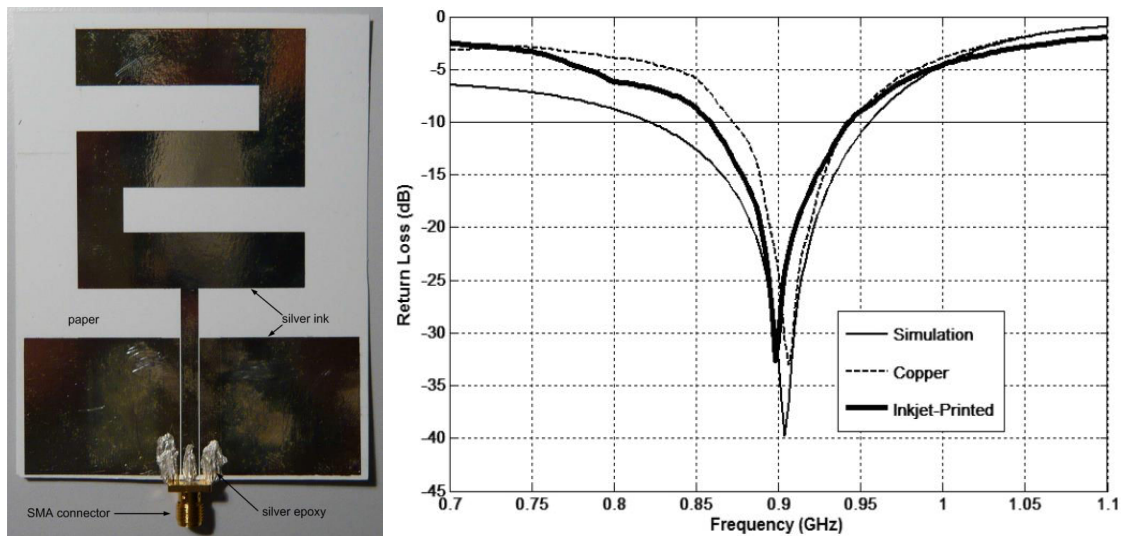 paper
silver ink
SMA connector
silver epoxy
Return Loss (dB)
0
-5
-10
-15
-20
-25
-30
-35
-40
-45
Simulation
Copper
Inkjet-Printed
0.7
0.75
0.8
0.85
0.9
0.95
1
1.05
1.1
Frequency (GHz)